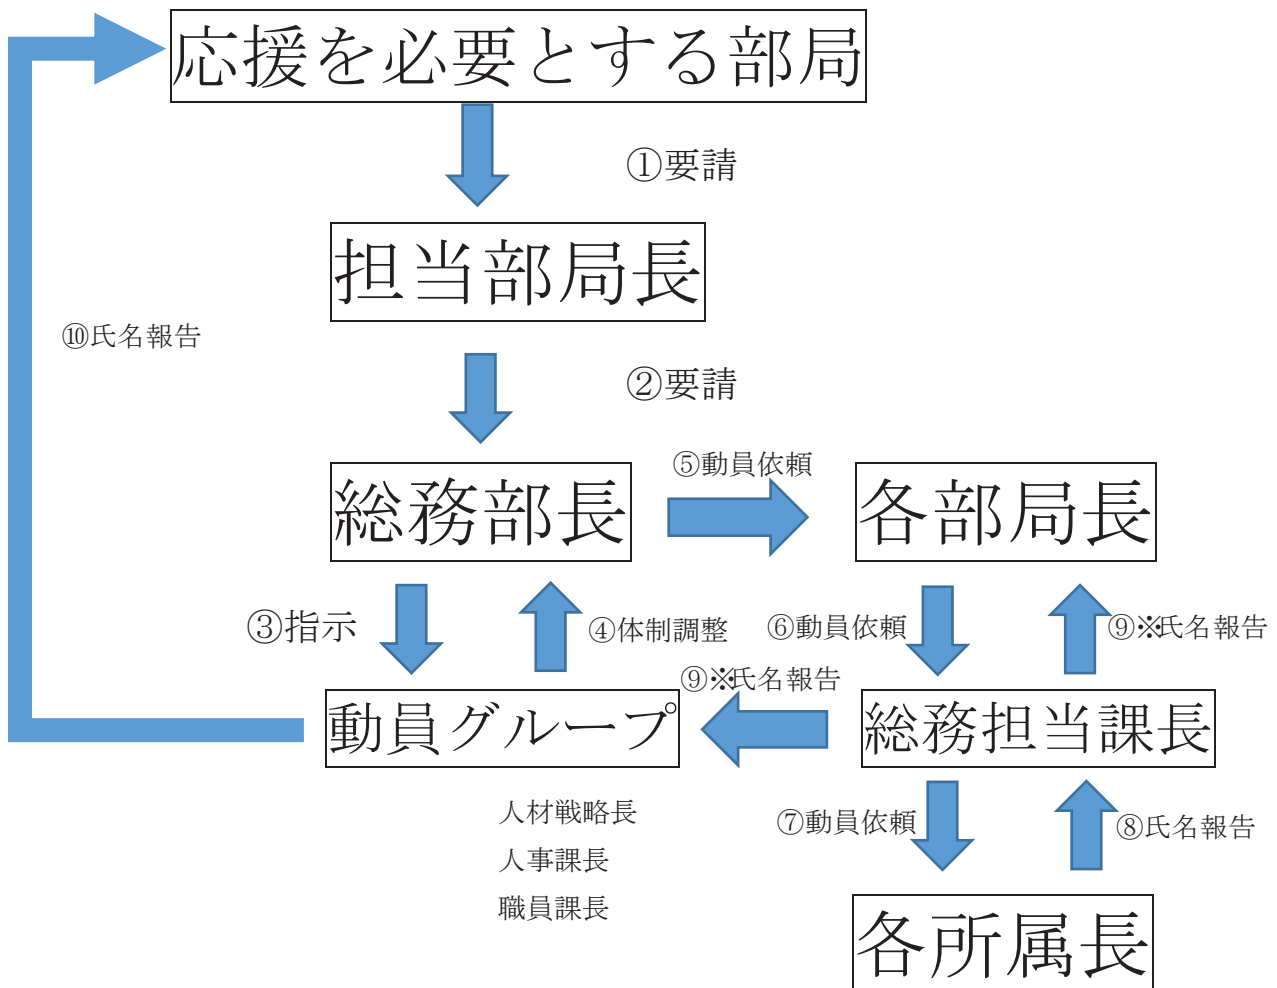 応援を必要とする部局
①要請
担当部局長
⑩氏名報告
②要請
⑤動員依頼
総務部長
各部局長
③指示
④体制調整
⑥動員依頼
⑨※氏名報告
⑨※氏名報告
動員グループ
総務担当課長
人材戦略長
人事課長
職員課長
⑦動員依頼
⑧氏名報告
各所属長